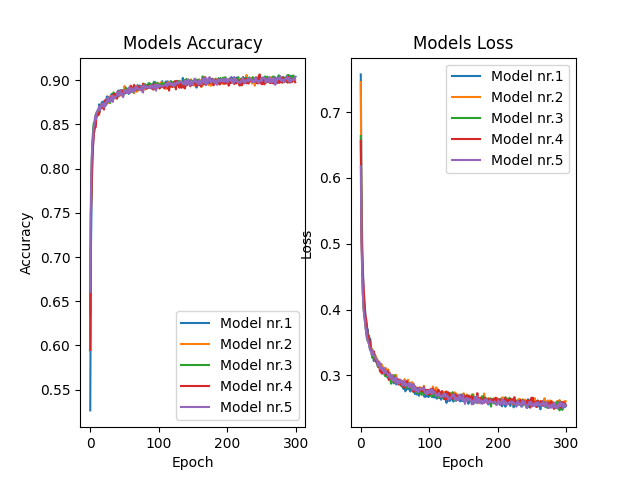 Models Accuracy
Accuracy
0.90
0.85
0.80
0.75
0.70
0.65
0.60
0.55
Model nr.1
Model nr.2
Model nr.3
Model nr.4
Model nr.5
0
100
200
300
Epoch
Models Loss
Loss
0.7
0.6
0.5
0.4
0.3
Model nr.1
Model nr.2
Model nr.3
Model nr.4
Model nr.5
0
100
200
300
Epoch